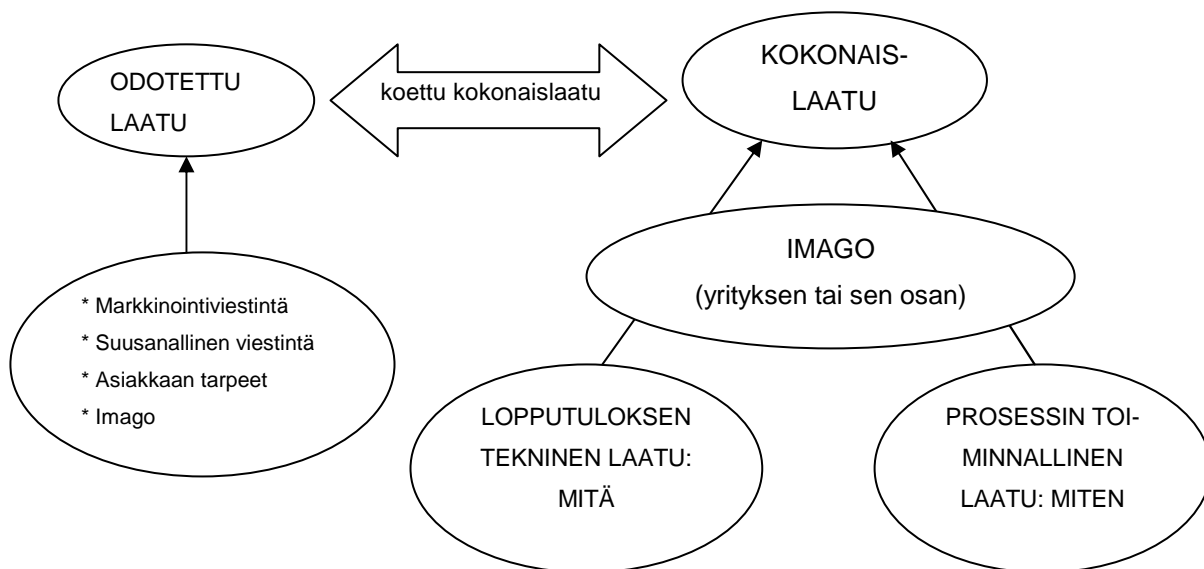 ODOTETTU
LAATU
koettu kokonaislaatu
KOKONAIS-
LAATU
* Markkinointiviestintä
* Suusanallinen viestintä
* Asiakkaan tarpeet
* Imago
IMAGO
(yrityksen tai sen osan)
LOPPUTULOKSEN
TEKNINEN LAATU:
MITÄ
PROSESSIN TOI-
MINNALLINEN
LAATU: MITEN